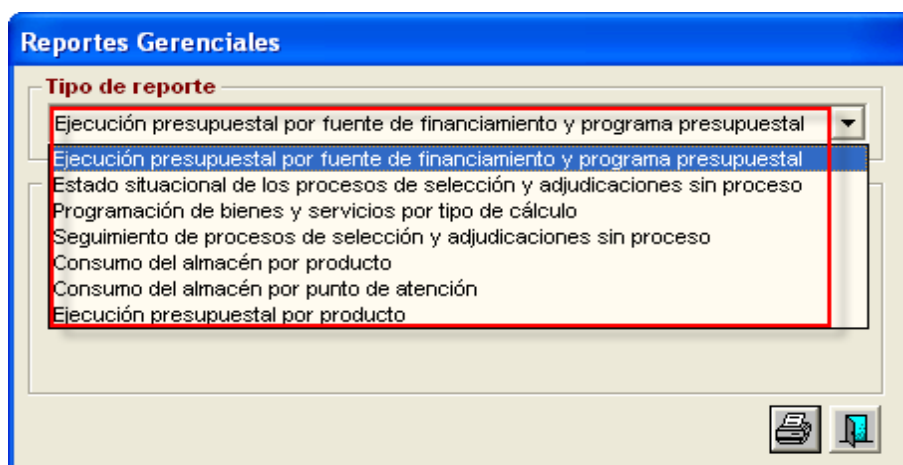 Reportes Gerenciales
Tipo de reporte
Ejecución presupuestal por fuente de financiamiento y programa presupuestal
Ejecución presupuestal por fuente de financiamiento y programa presupuestal
Estado situacional de los procesos de selección y adjudicaciones sin proceso
Programación de bienes y servicios por tipo de cálculo
Seguimiento de procesos de selección y adjudicaciones sin proceso
Consumo del almacén por producto
Consumo del almacén por punto de atención
Ejecución presupuestal por producto